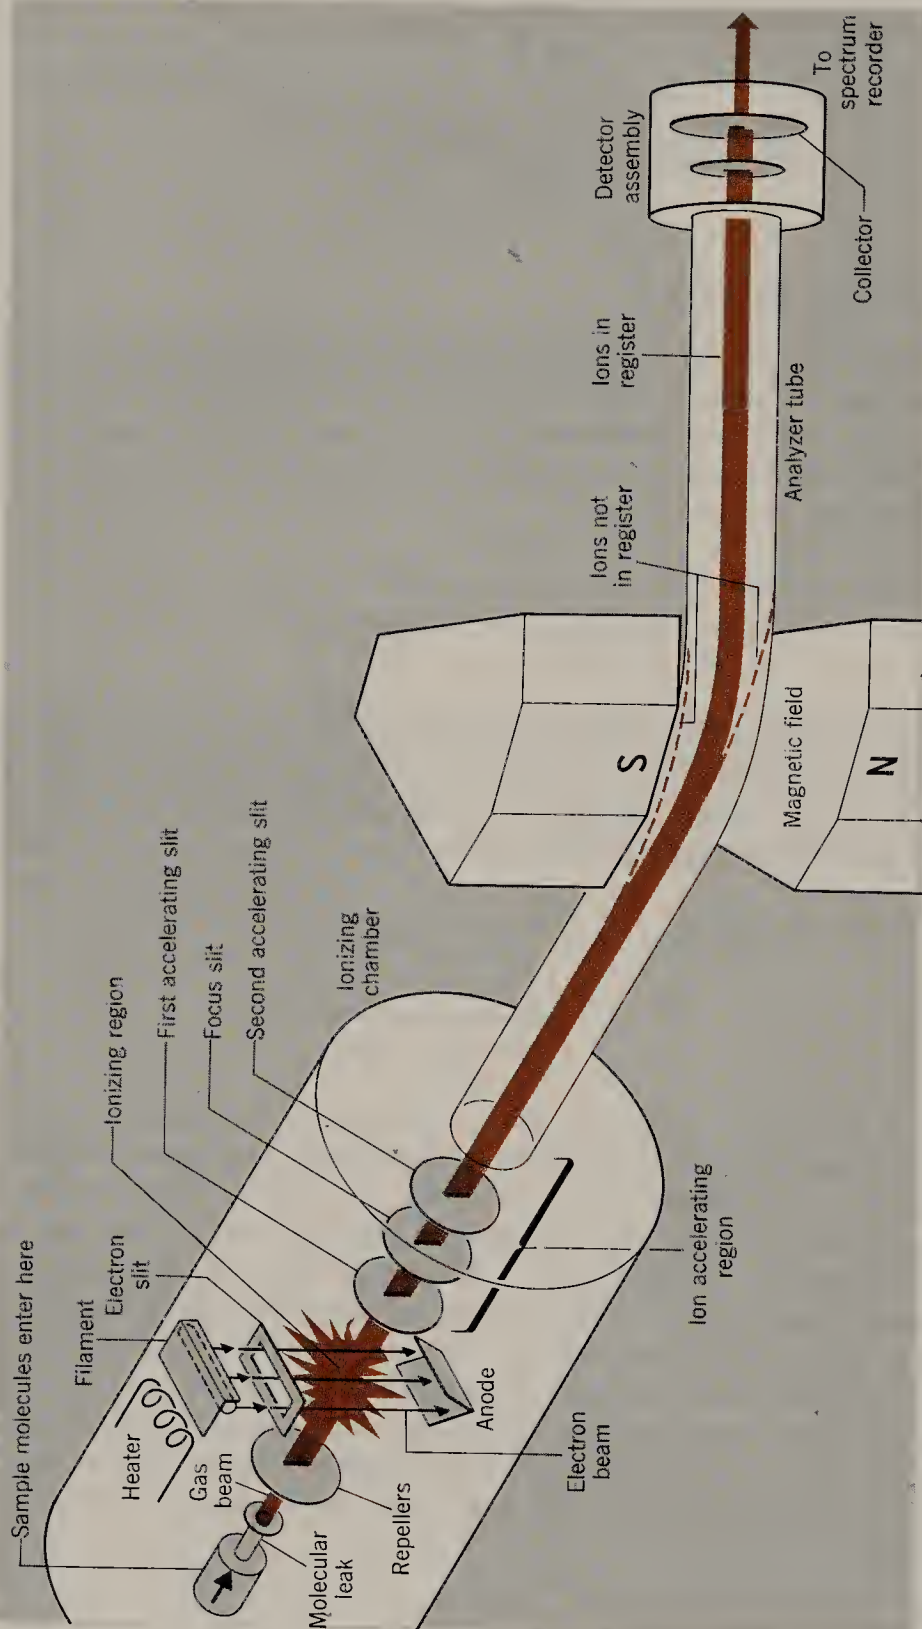 Sample molecules enter here
Heater
Filament
Electron
slit
Ionizing region
First accelerating slit
Focus slit
Second accelerating slit
Gas
beam
Molecular
leak
Repellers
Anode
Electron
beam
Ionizing
chamber
Ion accelerating
region
S
Magnetic field
N
Ions not
in register
Ions in
register
Analyzer tube
Detector
assembly
Collector
To
spectrum
recorder